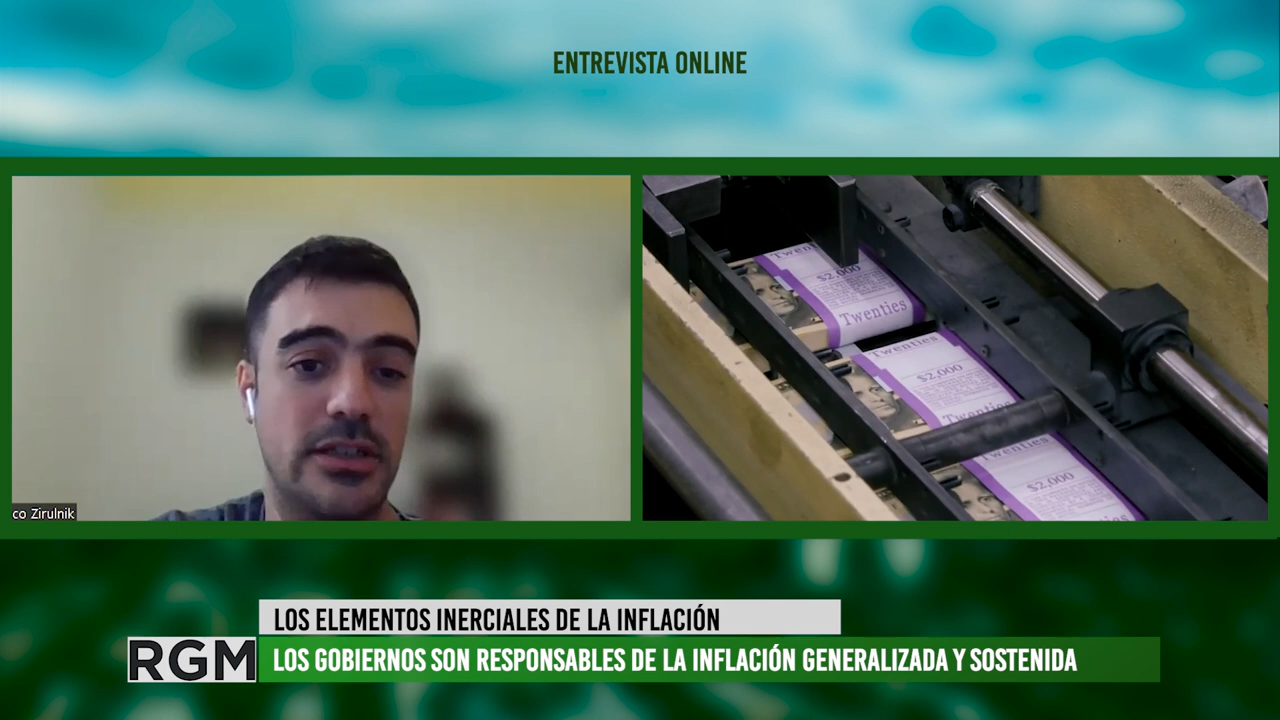 ENTREVISTA ONLINE
co Zirulnik
Twenties
$2,000
Twenties
Twenties
$2,000
Twenties
Twenties
$2,000
LOS ELEMENTOS INERCIALES DE LA INFLACIÓN
RGM
LOS GOBIERNOS SON RESPONSABLES DE LA INFLACIÓN GENERALIZADA Y SOSTENIDA